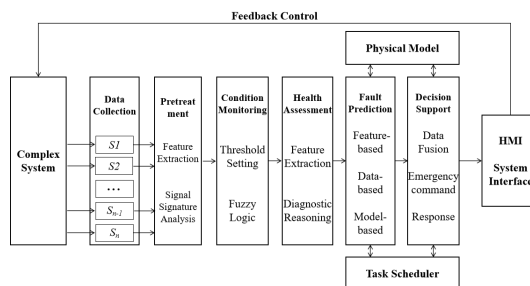 Feedback Control
Physical Model
Complex
System
Data
Collection
S1
S2
...
Sn-1
Sn
Pretreat
ment
Feature
Extraction
Signal
Signature
Analysis
Condition
Monitoring
Threshold
Setting
Fuzzy
Logic
Health
Assessment
Feature
Extraction
Diagnostic
Reasoning
Fault
Prediction
Feature-
based
Data-
based
Model-
based
Decision
Support
Data
Fusion
Emergency
command
Response
HMI
System
Interface
Task Scheduler